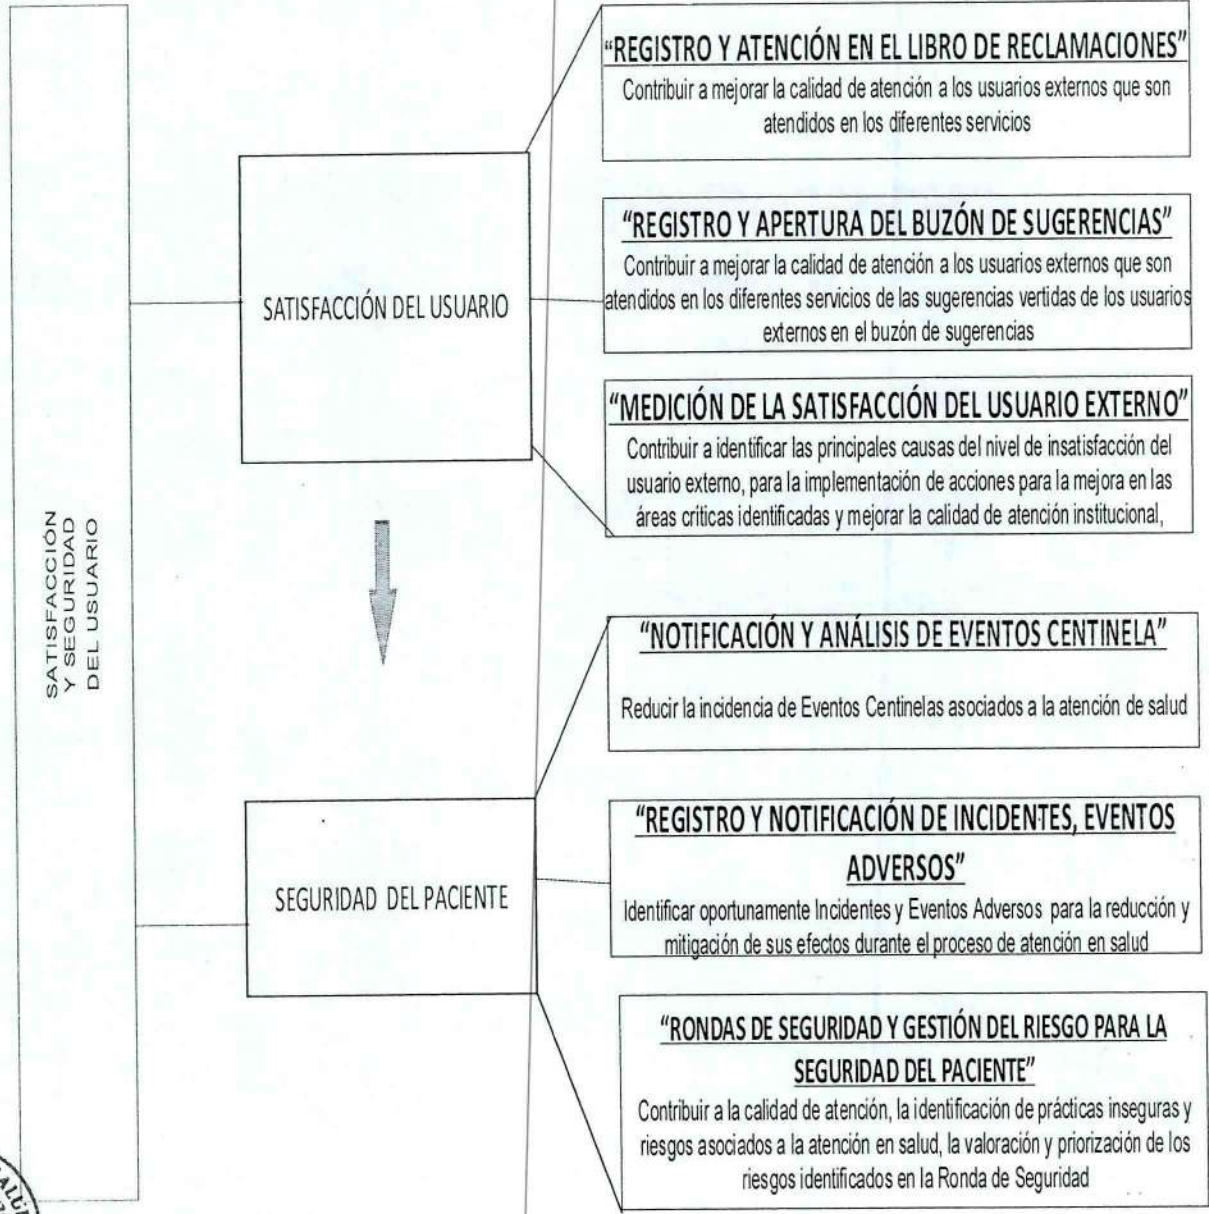 SATISFACCIÓN
Y SEGURIDAD
DEL USUARIO
SATISFACCIÓN DEL USUARIO
“REGISTRO Y ATENCIÓN EN EL LIBRO DE RECLAMACIONES”
Contribuir a mejorar la calidad de atención a los usuarios externos que son
atendidos en los diferentes servicios
“REGISTRO Y APERTURA DEL BUZÓN DE SUGERENCIAS”
Contribuir a mejorar la calidad de atención a los usuarios externos que son
atendidos en los diferentes servicios de las sugerencias vertidas de los usuarios
externos en el buzón de sugerencias
“MEDICIÓN DE LA SATISFACCIÓN DEL USUARIO EXTERNO”
Contribuir a identificar las principales causas del nivel de insatisfacción del
usuario externo, para la implementación de acciones para la mejora en las
áreas críticas identificadas y mejorar la calidad de atención institucional,
SEGURIDAD DEL PACIENTE
“NOTIFICACIÓN Y ANÁLISIS DE EVENTOS CENTINELA”
Reducir la incidencia de Eventos Centinelas asociados a la atención de salud
“REGISTRO Y NOTIFICACIÓN DE INCIDENTES, EVENTOS
ADVERSOS”
Identificar oportunamente Incidentes y Eventos Adversos para la reducción y
mitigación de sus efectos durante el proceso de atención en salud
“RONDAS DE SEGURIDAD Y GESTIÓN DEL RIESGO PARA LA
SEGURIDAD DEL PACIENTE”
Contribuir a la calidad de atención, la identificación de prácticas inseguras y
riesgos asociados a la atención en salud, la valoración y priorización de los
riesgos identificados en la Ronda de Seguridad